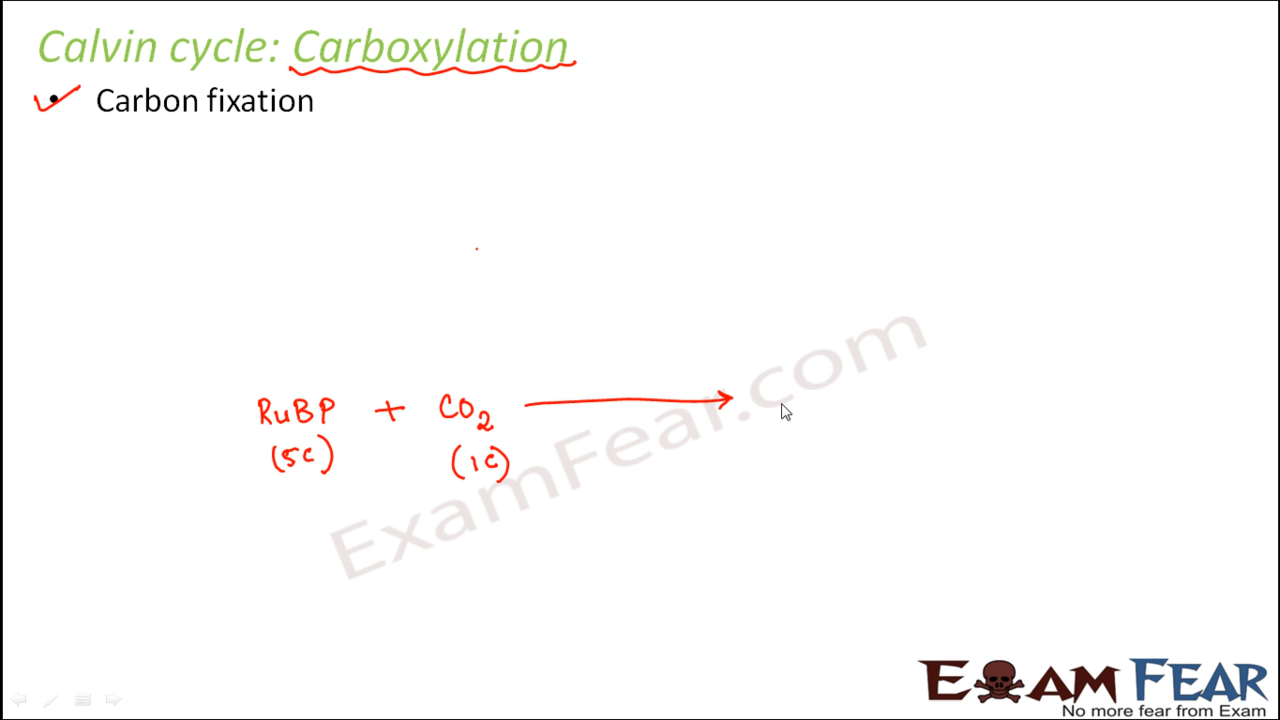 Calvin cycle: Carboxylation
• Carbon fixation
RuBP + CO2
(5C) (1C)
ExamFear.com
EXAM FEAR
No more fear from Exam